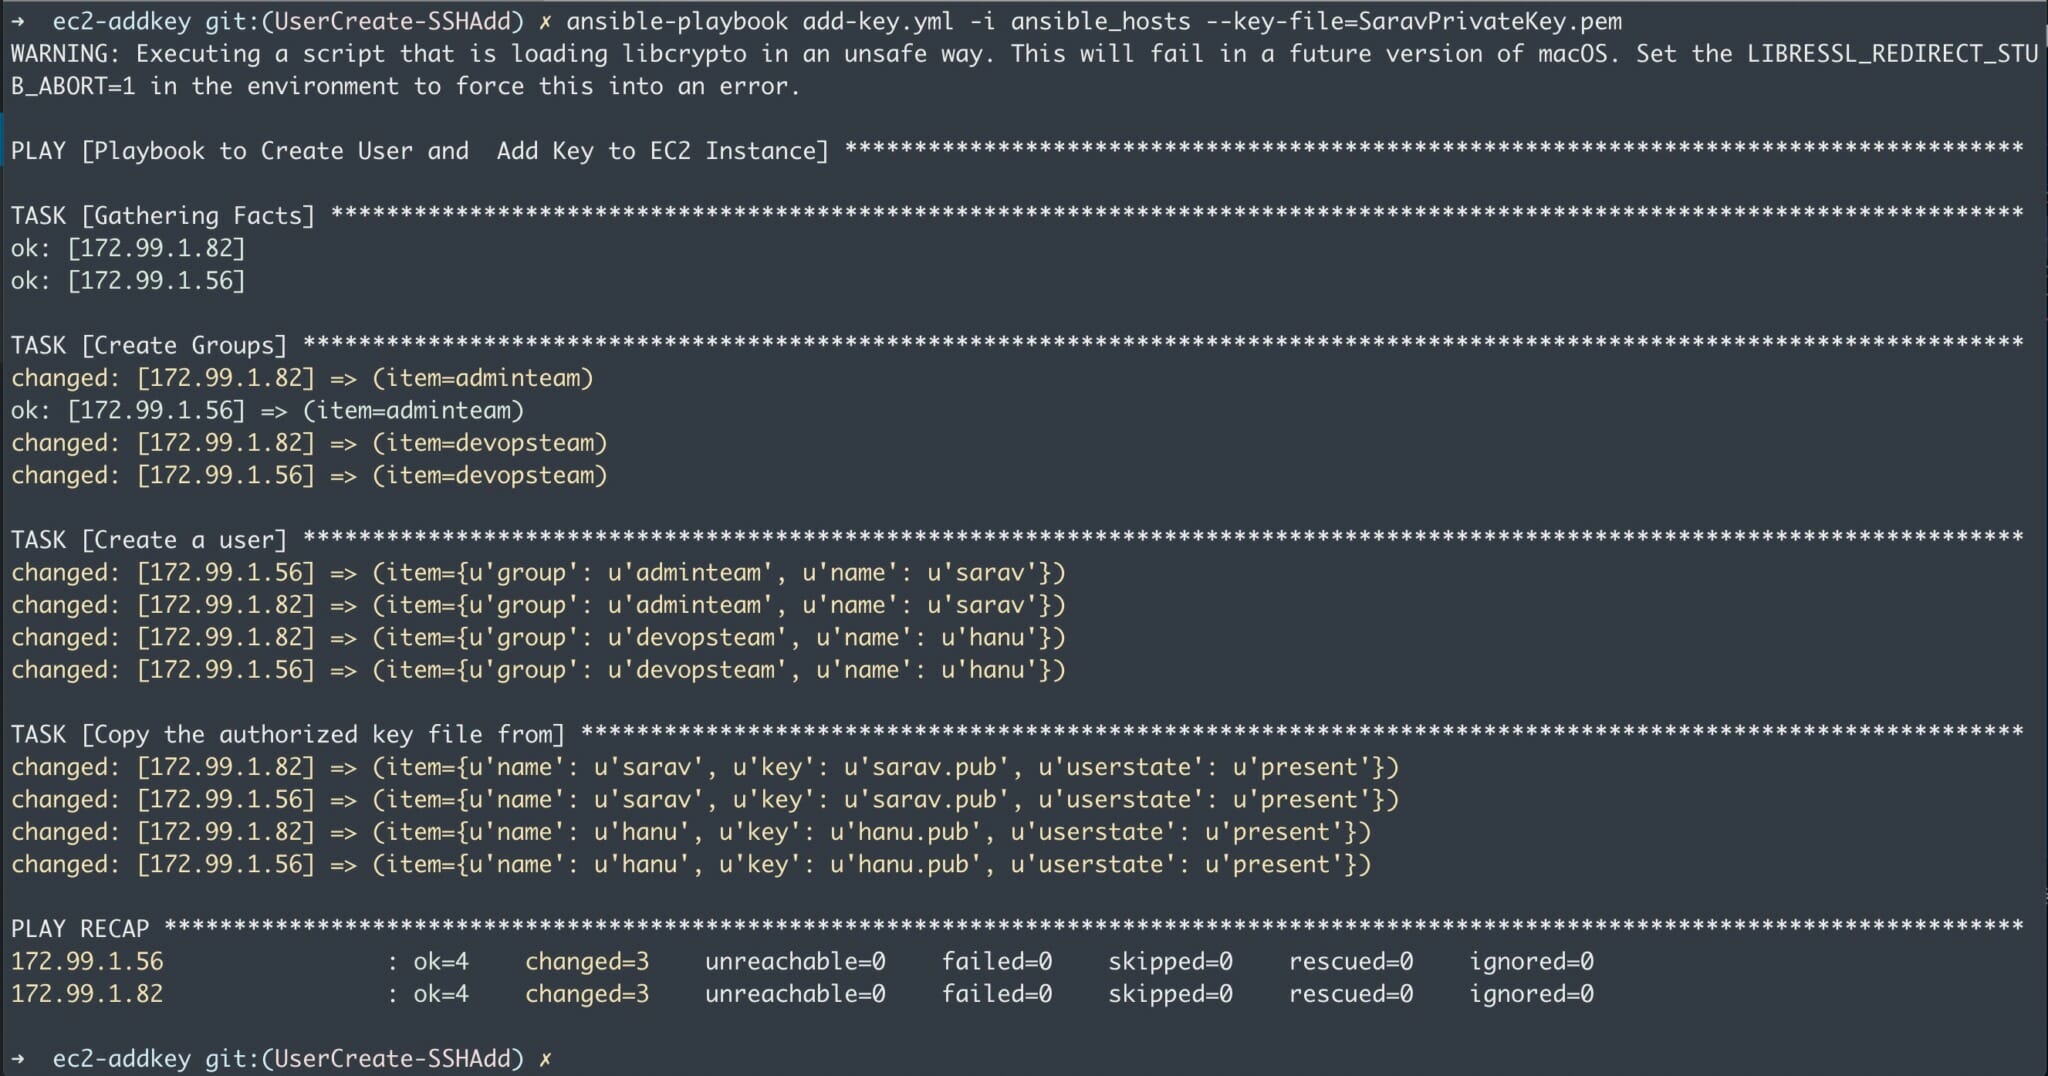 → ec2-addkey git:(UserCreate-SSHAdd) ✗ ansible-playbook add-key.yml -i ansible_hosts --key-file=SaravPrivateKey.pem
WARNING: Executing a script that is loading libcrypto in an unsafe way. This will fail in a future version of macOS. Set the LIBRESSL_REDIRECT_STU
B_ABORT=1 in the environment to force this into an error.
PLAY [Playbook to Create User and  Add Key to EC2 Instance] *************************************************************************************
TASK [Gathering Facts] **************************************************************************************************************************
ok: [172.99.1.82]
ok: [172.99.1.56]
TASK [Create Groups] ****************************************************************************************************************************
changed: [172.99.1.82] => (item=adminteam)
ok: [172.99.1.56] => (item=adminteam)
changed: [172.99.1.82] => (item=devopsteam)
changed: [172.99.1.56] => (item=devopsteam)
TASK [Create a user] ****************************************************************************************************************************
changed: [172.99.1.56] => (item={u'group': u'adminteam', u'name': u'sarav'})
changed: [172.99.1.82] => (item={u'group': u'adminteam', u'name': u'sarav'})
changed: [172.99.1.82] => (item={u'group': u'devopsteam', u'name': u'hanu'})
changed: [172.99.1.56] => (item={u'group': u'devopsteam', u'name': u'hanu'})
TASK [Copy the authorized key file from] ********************************************************************************************************
changed: [172.99.1.82] => (item={u'name': u'sarav', u'key': u'sarav.pub', u'userstate': u'present'})
changed: [172.99.1.56] => (item={u'name': u'sarav', u'key': u'sarav.pub', u'userstate': u'present'})
changed: [172.99.1.82] => (item={u'name': u'hanu', u'key': u'hanu.pub', u'userstate': u'present'})
changed: [172.99.1.56] => (item={u'name': u'hanu', u'key': u'hanu.pub', u'userstate': u'present'})
PLAY RECAP **************************************************************************************************************************************
172.99.1.56                : ok=4    changed=3    unreachable=0    failed=0    skipped=0    rescued=0    ignored=0
172.99.1.82                : ok=4    changed=3    unreachable=0    failed=0    skipped=0    rescued=0    ignored=0
→ ec2-addkey git:(UserCreate-SSHAdd) ✗